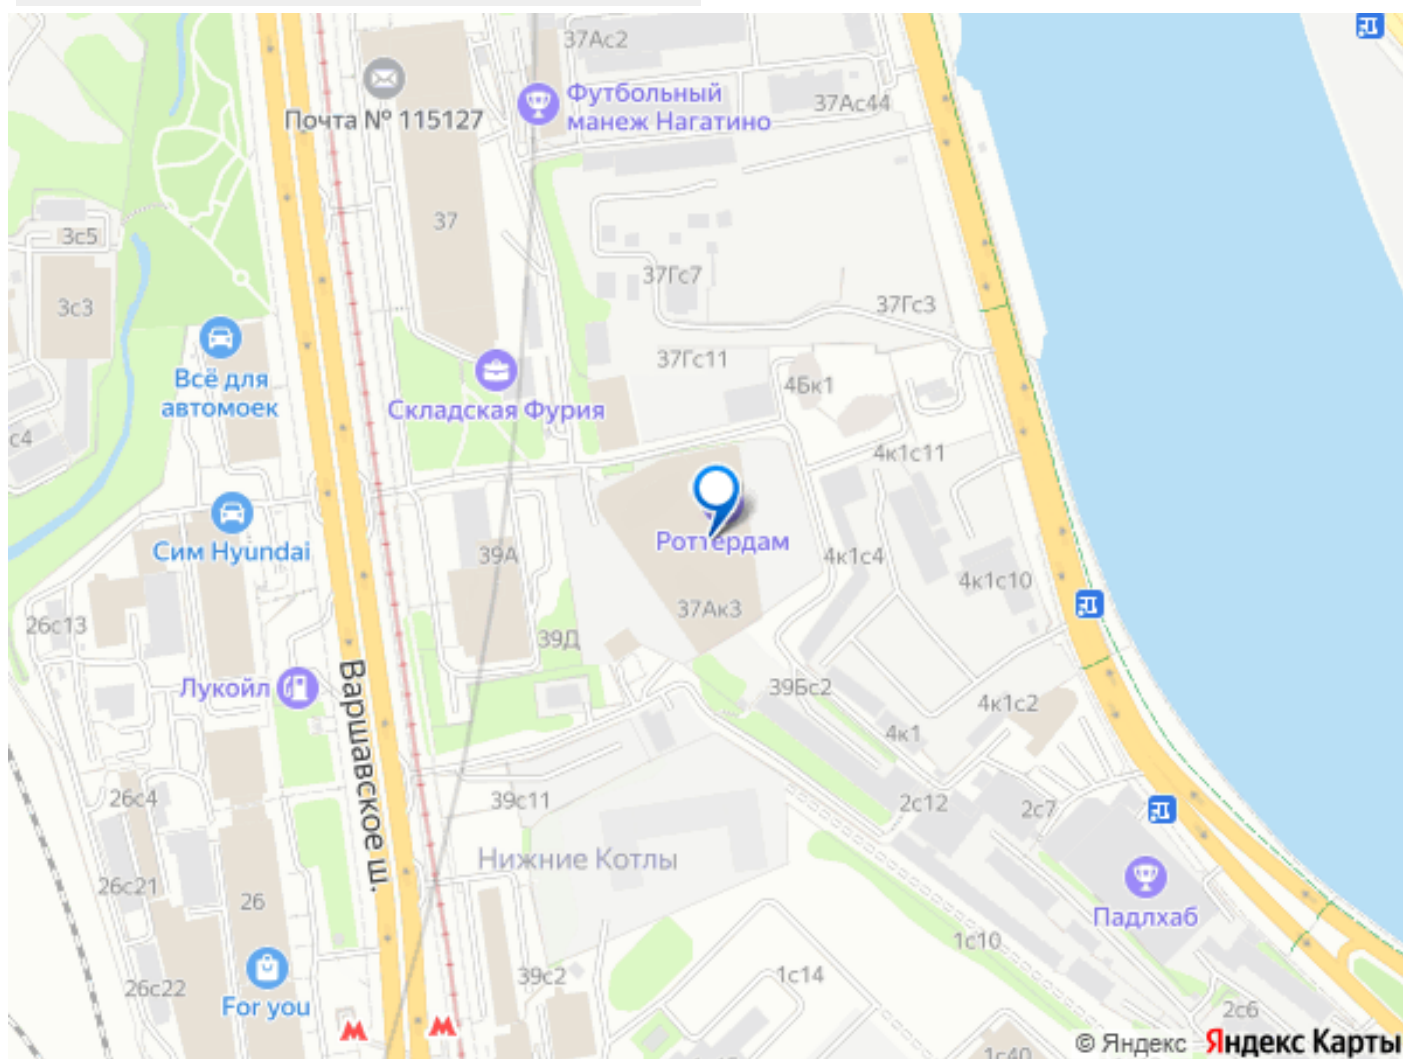 37Ас2
Футбольный
манеж Нагатино
37Ас44
Почта № 115127
37
3с5
37Гс7
3с3
37Гс3
37Гс11
4Бк1
Всё для
автомоек
Складская Фурия
с4
4к1с11
Сим Hyundai
39А
Роттердам
4к1с4
4к1с10
37Ак3
26с13
39Д
Лукойл
Варшавское ш.
39Бс2
4к1с2
4к1
26с4
39с11
2с12
2с7
Нижние Котлы
26с21
26
Падлхаб
1с10
26с22
39с2
1с14
For you
2с6
1с40
© Яндекс Яндекс Карты